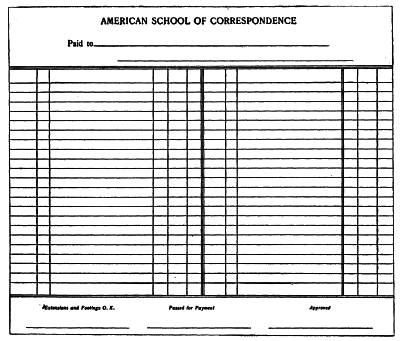 AMERICAN SCHOOL OF CORRESPONDENCE
Paid to
Extensions and Footings O. K. Passed for Payment Approved